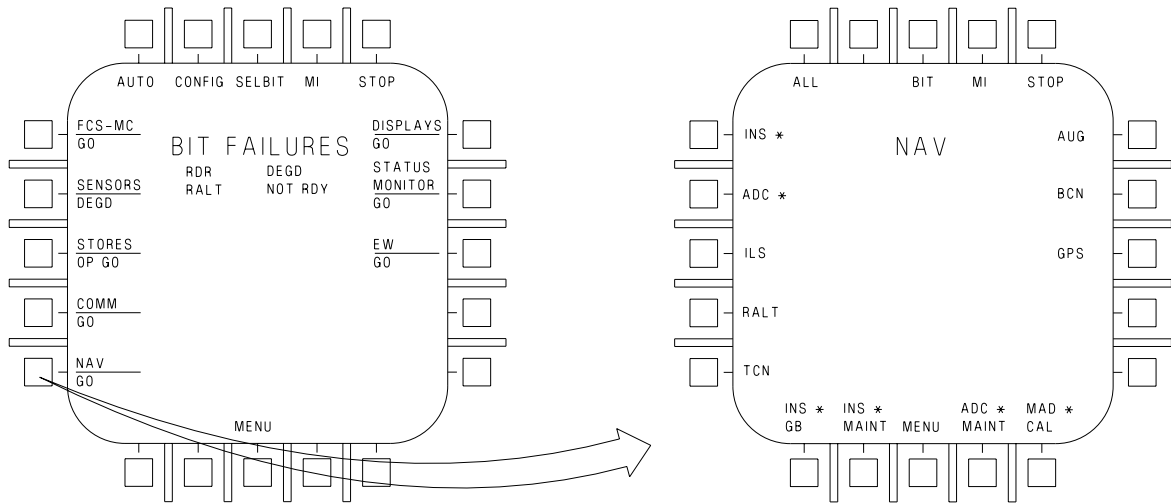 AUTO CONFIG SELBIT MI STOP
FCS-MC
GO
SENSORS
DEGD
STORES
OP GO
COMM
GO
NAV
GO
BIT FAILURES
RDR DEGD
RALT NOT RDY
DISPLAYS
GO
STATUS
MONITOR
GO
EW
GO
MENU
ALL BIT MI STOP
INS *
ADC *
ILS
RALT
TCN
NAV
AUG
BCN
GPS
INS *
GB
INS *
MAINT
MENU
ADC *
MAINT
MAD *
CAL